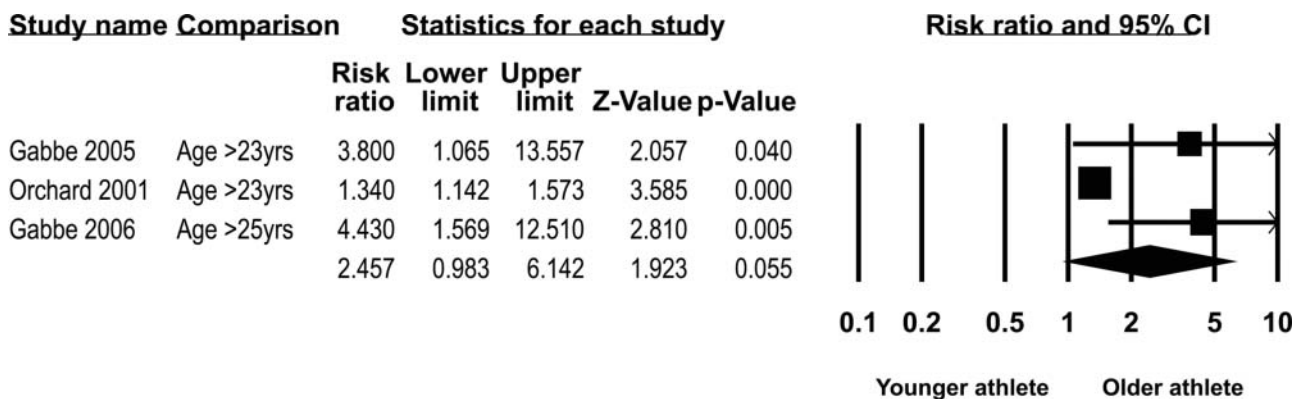 Study name Comparison Statistics for each study Risk ratio and 95% CI
Risk Lower Upper
ratio limit limit Z-Value p-Value
Gabbe 2005 Age >23yrs 3.800 1.065 13.557 2.057 0.040
Orchard 2001 Age >23yrs 1.340 1.142 1.573 3.585 0.000
Gabbe 2006 Age >25yrs 4.430 1.569 12.510 2.810 0.005
2.457 0.983 6.142 1.923 0.055
0.1 0.2 0.5 1 2 5 10
Younger athlete Older athlete